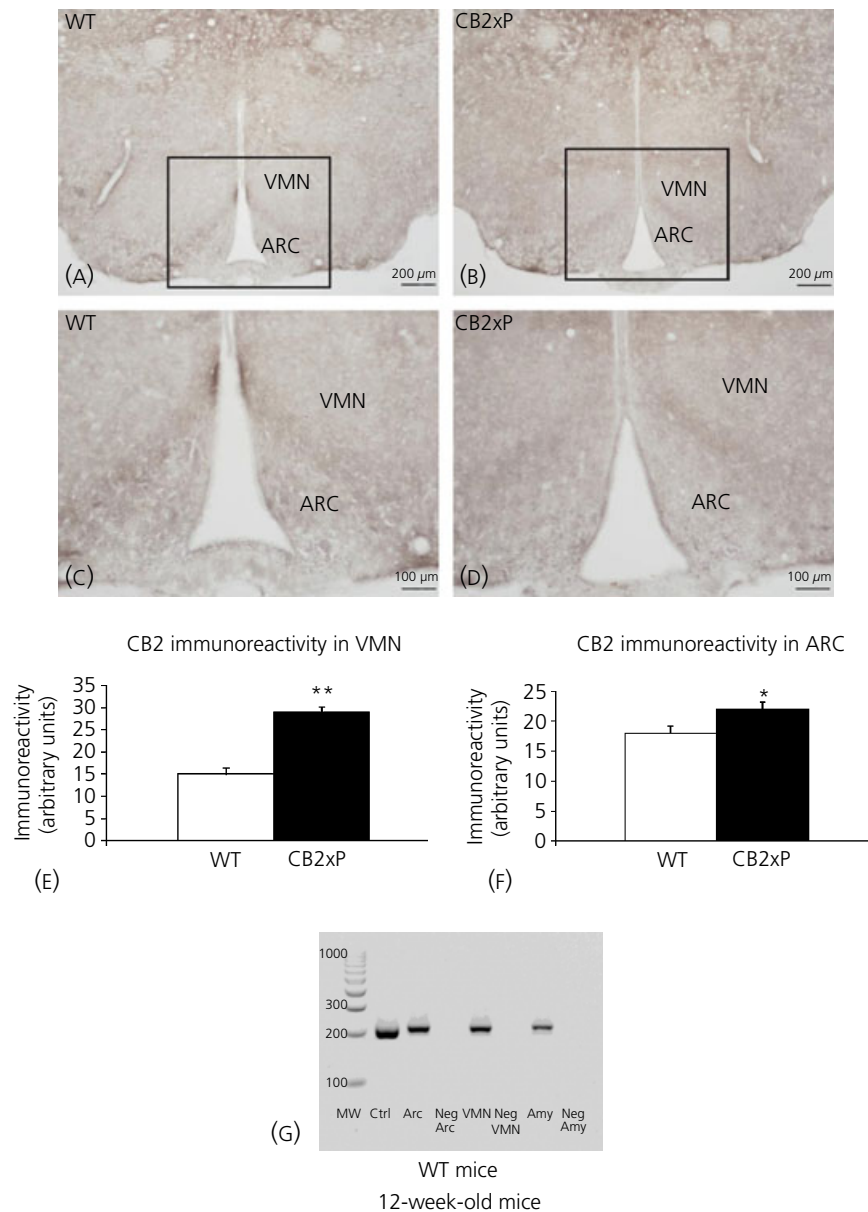 WT
VMN
ARC
(A)
200 µm
CB2xP
VMN
ARC
(B)
200 µm
WT
VMN
ARC
(C)
100 µm
CB2xP
VMN
ARC
(D)
100 µm
CB2 immunoreactivity in VMN
Immunoreactivity
(arbitrary units)
35
30
25
20
15
10
5
0
**
WT
CB2xP
(E)
CB2 immunoreactivity in ARC
Immunoreactivity
(arbitrary units)
25
20
15
10
5
0
*
WT
CB2xP
(F)
1000
300
200
100
MW Ctrl Arc Neg Arc VMN Neg VMN Amy Neg Amy
(G)
WT mice
12-week-old mice